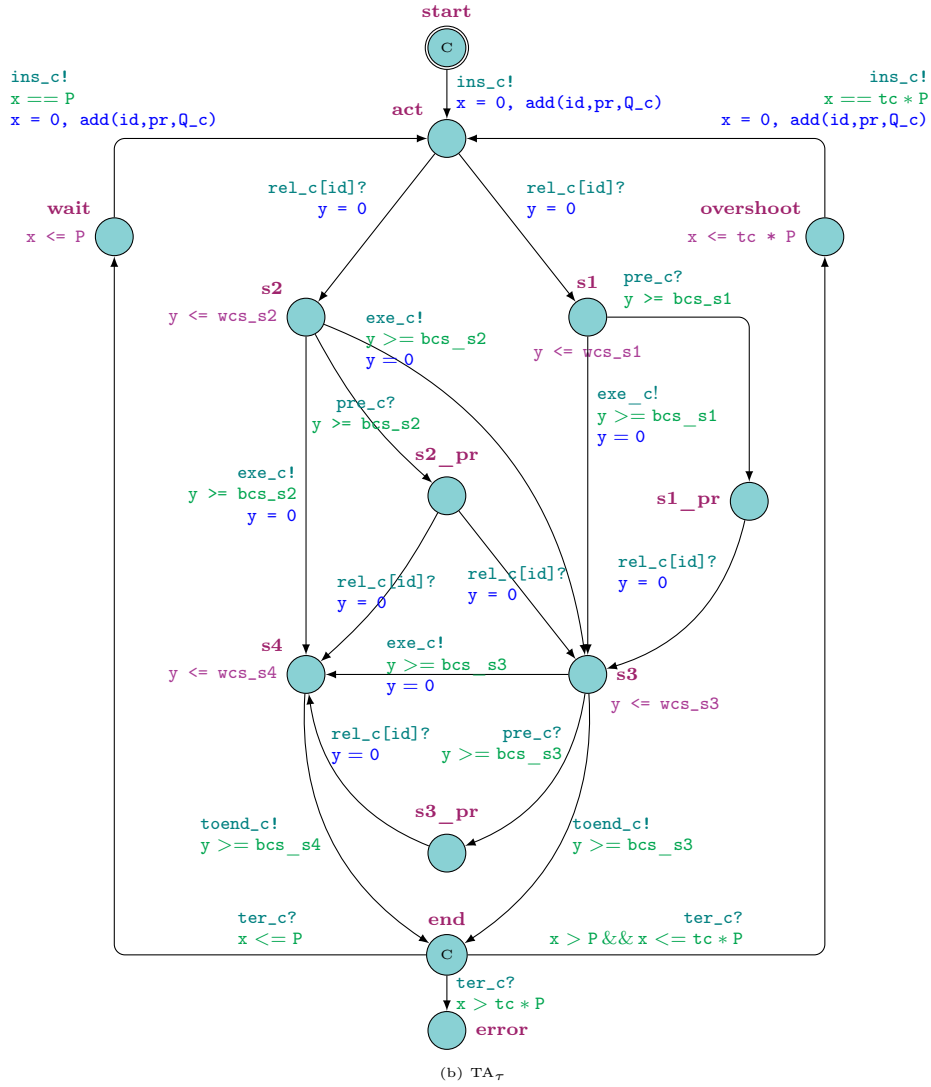 start
C
ins_c!
x = 0, add(id,pr,Q_c)
ins_c!
x == P
x = 0, add(id,pr,Q_c)
ins_c!
x == tc * P
x = 0, add(id,pr,Q_c)
act
rel_c[id]?
y = 0
rel_c[id]?
y = 0
wait
x <= P
overshoot
x <= tc * P
s2
y <= wcs_s2
s1
y <= wcs_s1
pre_c?
y >= bcs_s1
exe_c!
y >= bcs_s2
y = 0
pre_c?
y >= bcs_s2
exe_c!
y >= bcs_s1
y = 0
s2_pr
s1_pr
exe_c!
y >= bcs_s2
y = 0
rel_c[id]?
y = 0
rel_c[id]?
y = 0
rel_c[id]?
y = 0
s4
y <= wcs_s4
exe_c!
y >= bcs_s3
y = 0
s3
y <= wcs_s3
rel_c[id]?
y = 0
pre_c?
y >= bcs_s3
s3_pr
toend_c!
y >= bcs_s4
toend_c!
y >= bcs_s3
end
C
ter_c?
x <= P
ter_c?
x > P && x <= tc * P
ter_c?
x > tc * P
error
(b) TAτ